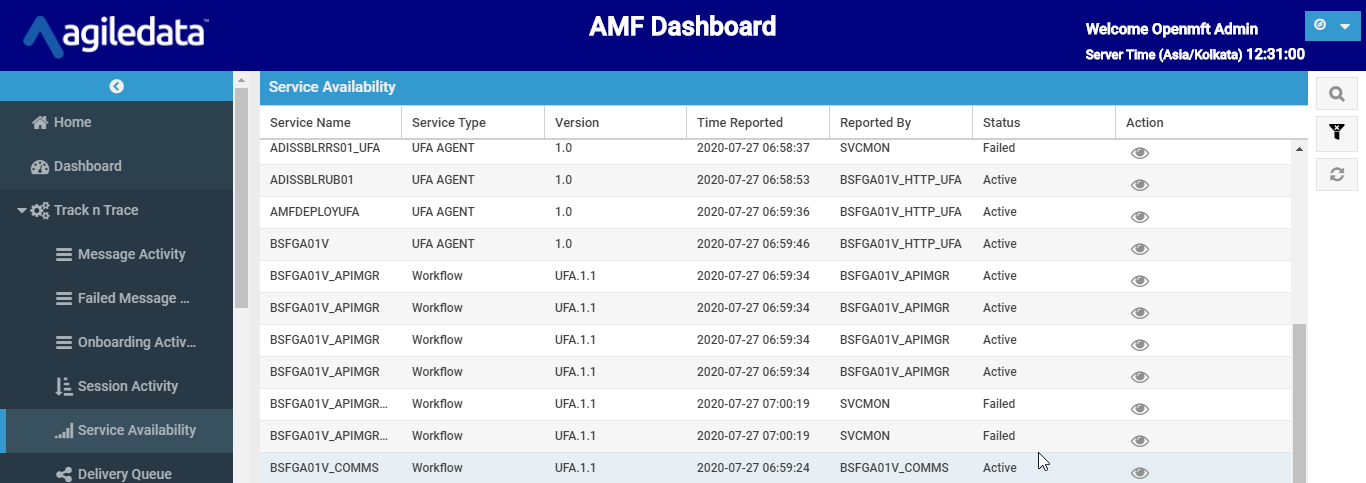 agiledata™
AMF Dashboard
Welcome Openmft Admin
Server Time (Asia/Kolkata) 12:31:00
Home
Dashboard
Track n Trace
Message Activity
Failed Message ...
Onboarding Activ...
Session Activity
Service Availability
Delivery Queue
Service Availability
Service Name Service Type Version Time Reported Reported By Status Action
ADISSBLRRS01_UFA UFA AGENT 1.0 2020-07-27 06:58:37 SVCMON Failed
ADISSBLRUB01 UFA AGENT 1.0 2020-07-27 06:58:53 BSFGA01V_HTTP_UFA Active
AMFDEPLOYUFA UFA AGENT 1.0 2020-07-27 06:59:36 BSFGA01V_HTTP_UFA Active
BSFGA01V UFA AGENT 1.0 2020-07-27 06:59:46 BSFGA01V_HTTP_UFA Active
BSFGA01V_APIMGR Workflow UFA.1.1 2020-07-27 06:59:34 BSFGA01V_APIMGR Active
BSFGA01V_APIMGR Workflow UFA.1.1 2020-07-27 06:59:34 BSFGA01V_APIMGR Active
BSFGA01V_APIMGR Workflow UFA.1.1 2020-07-27 06:59:34 BSFGA01V_APIMGR Active
BSFGA01V_APIMGR Workflow UFA.1.1 2020-07-27 06:59:34 BSFGA01V_APIMGR Active
BSFGA01V_APIMGR... Workflow UFA.1.1 2020-07-27 07:00:19 SVCMON Failed
BSFGA01V_APIMGR... Workflow UFA.1.1 2020-07-27 07:00:19 SVCMON Failed
BSFGA01V_COMMS Workflow UFA.1.1 2020-07-27 06:59:24 BSFGA01V_COMMS Active